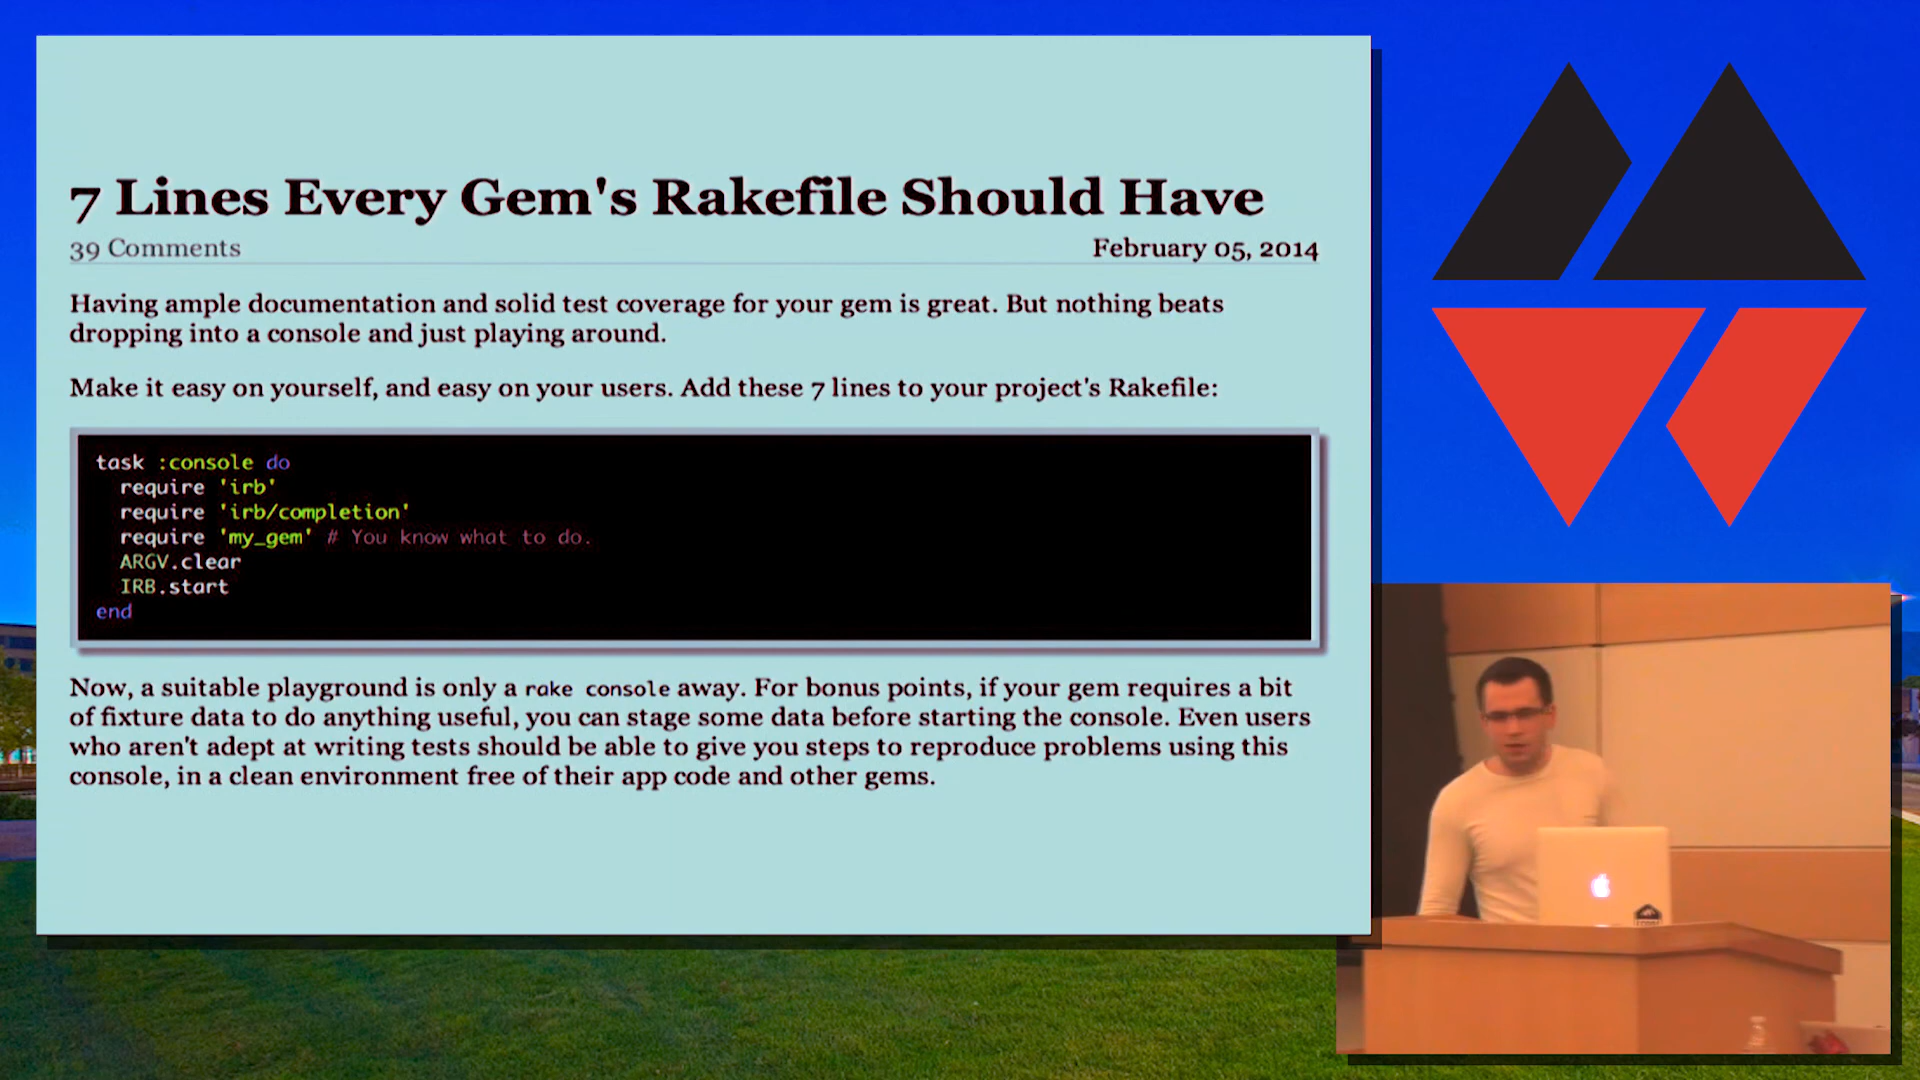 7 Lines Every Gem's Rakefile Should Have
39 Comments
February 05, 2014
Having ample documentation and solid test coverage for your gem is great. But nothing beats
dropping into a console and just playing around.
Make it easy on yourself, and easy on your users. Add these 7 lines to your project's Rakefile:
task :console do
  require 'irb'
  require 'irb/completion'
  require 'my_gem' # You know what to do.
  ARGV.clear
  IRB.start
end
Now, a suitable playground is only a rake console away. For bonus points, if your gem requires a bit
of fixture data to do anything useful, you can stage some data before starting the console. Even users
who aren't adept at writing tests should be able to give you steps to reproduce problems using this
console, in a clean environment free of their app code and other gems.